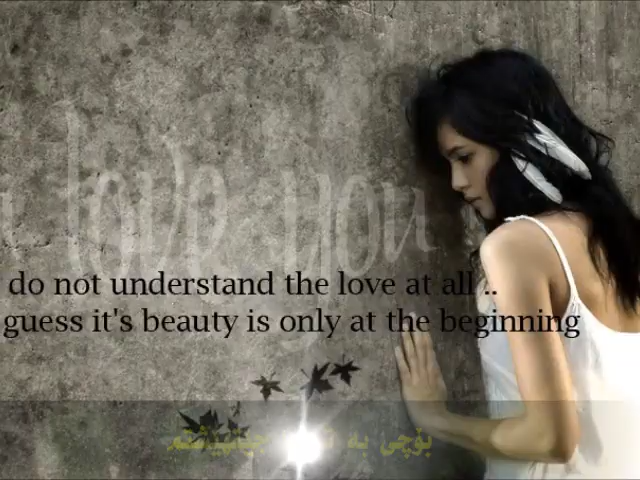 love you
do not understand the love at all ..
guess it's beauty is only at the beginning
بۆچی بە